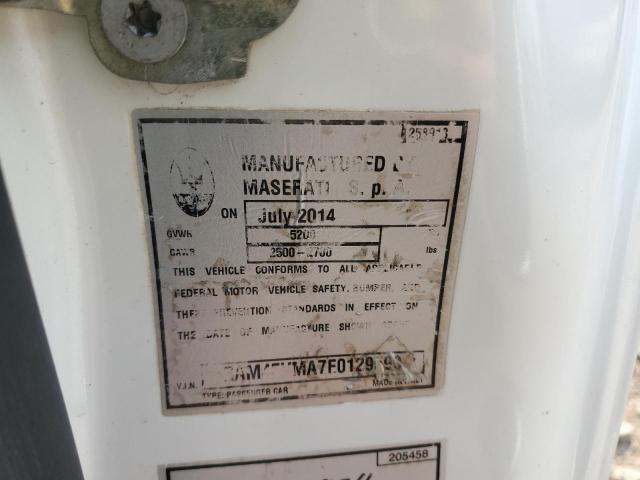 MANUFACTURED BY
MASERATI S. p. A.
ON July 2014
GVWR 5200
GAWR 2500-2700 lbs
THIS VEHICLE CONFORMS TO ALL APPLICABLE
FEDERAL MOTOR VEHICLE SAFETY, BUMPER, AND
THEFT PREVENTION STANDARDS IN EFFECT ON
THE DATE OF MANUFACTURE SHOWN ABOVE
V.I.N.
TYPE: PASSENGER CAR MADE IN ITALY
205458